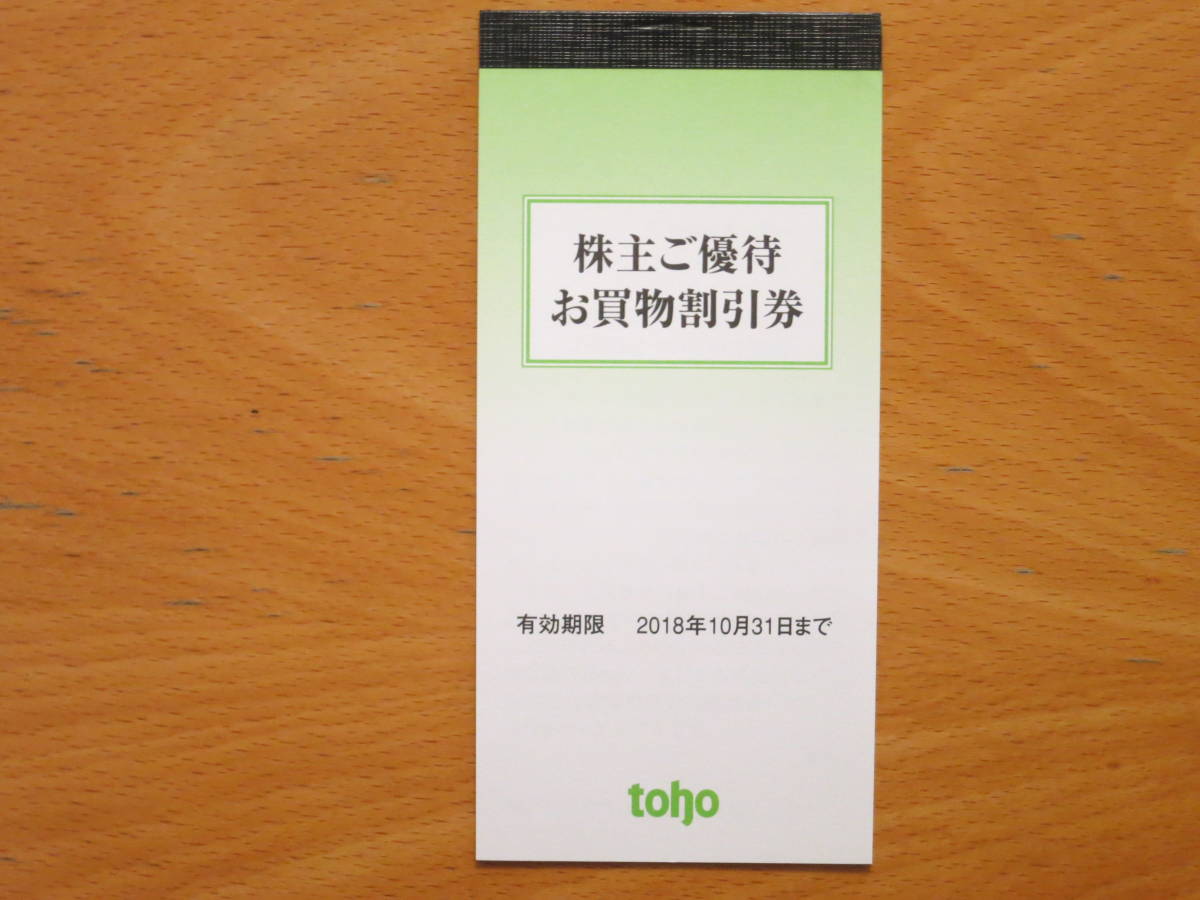 株主ご優待
お買物割引券
有効期限 2018年10月31日まで
toho